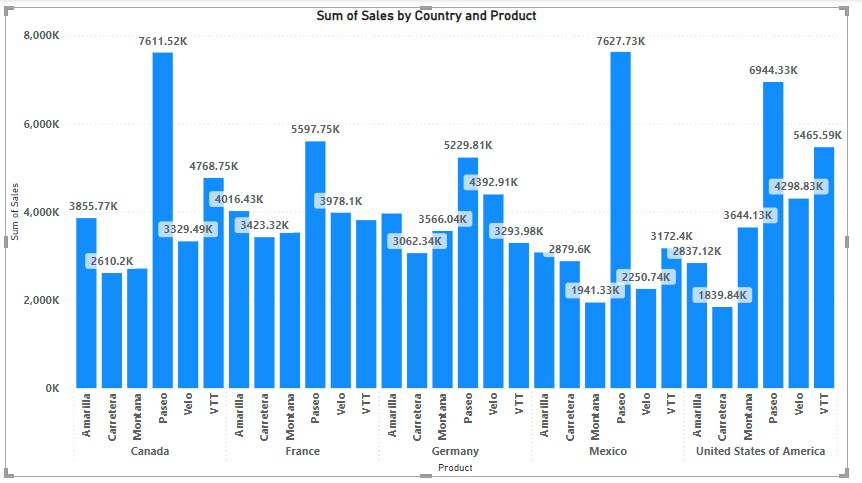 Sum of Sales by Country and Product
Sum of Sales
8,000K
6,000K
4,000K
2,000K
0K
3855.77K
2610.2K
7611.52K
3329.49K
4768.75K
4016.43K
3423.32K
5597.75K
3978.1K
3062.34K
3566.04K
5229.81K
4392.91K
3293.98K
2879.6K
1941.33K
7627.73K
2250.74K
3172.4K
2837.12K
1839.84K
3644.13K
6944.33K
4298.83K
5465.59K
Amarilla
Carretera
Montana
Paseo
Velo
VTT
Amarilla
Carretera
Montana
Paseo
Velo
VTT
Amarilla
Carretera
Montana
Paseo
Velo
VTT
Amarilla
Carretera
Montana
Paseo
Velo
VTT
Amarilla
Carretera
Montana
Paseo
Velo
VTT
Canada
France
Germany
Mexico
United States of America
Product